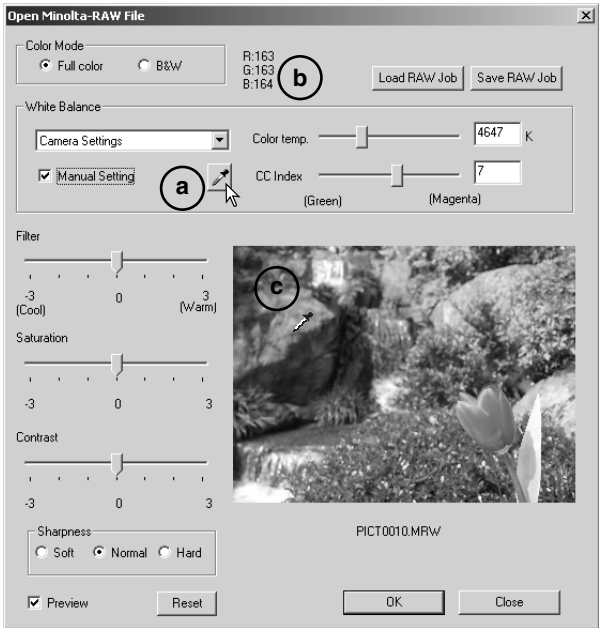 Open Minolta-RAW File
Color Mode
Full color B&W
R:163
G:163
B:164
b
Load RAW Job Save RAW Job
White Balance
Camera Settings
Color temp. 4647 K
Manual Setting
a
CC Index 7
(Green) (Magenta)
Filter
-3 0 3
(Cool) (Warm)
c
Saturation
-3 0 3
Contrast
-3 0 3
Sharpness
Soft Normal Hard
PICT0010.MRW
Preview Reset OK Close